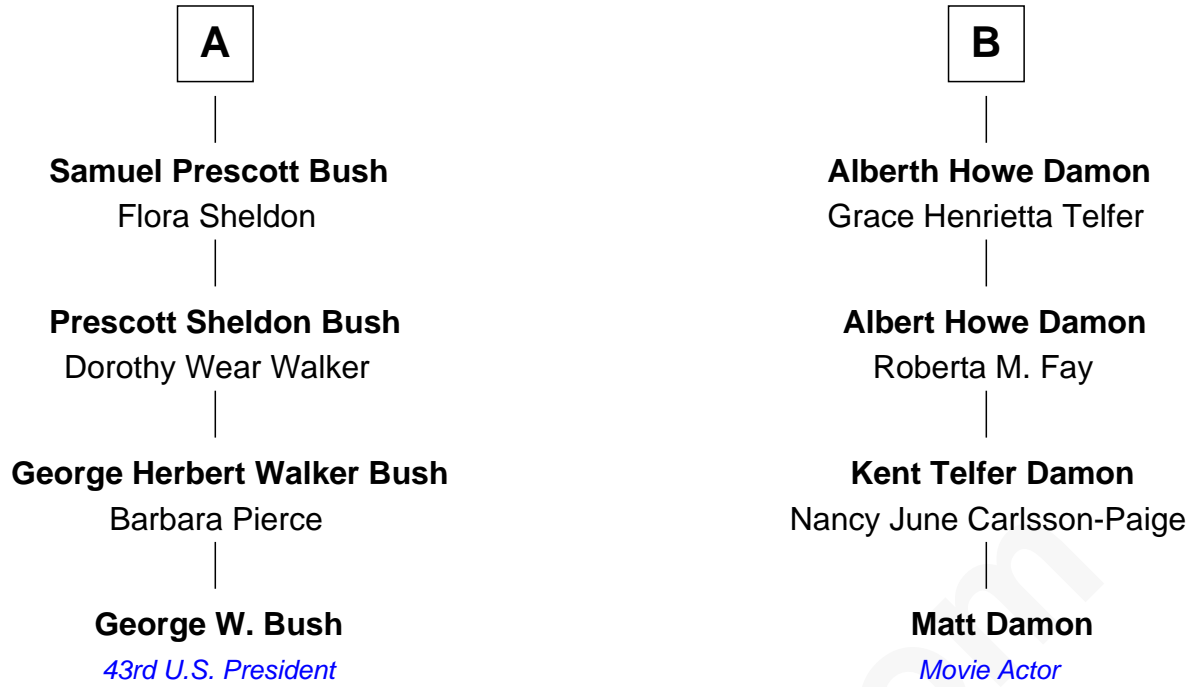 A
Samuel Prescott Bush
Flora Sheldon
Prescott Sheldon Bush
Dorothy Wear Walker
George Herbert Walker Bush
Barbara Pierce
George W. Bush
43rd U.S. President
B
Alberth Howe Damon
Grace Henrietta Telfer
Albert Howe Damon
Roberta M. Fay
Kent Telfer Damon
Nancy June Carlsson-Paige
Matt Damon
Movie Actor